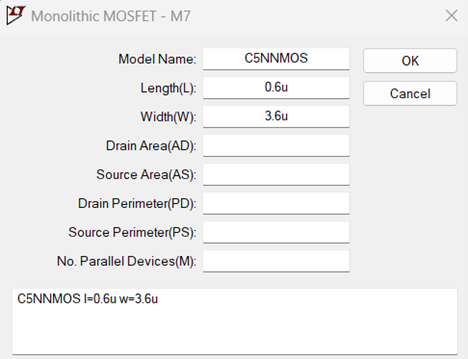 Monolithic MOSFET - M7
Model Name: C5NNMOS OK
Length(L): 0.6u
Cancel
Width(W): 3.6u
Drain Area(AD):
Source Area(AS):
Drain Perimeter(PD):
Source Perimeter(PS):
No. Parallel Devices(M):
C5NNMOS l=0.6u w=3.6u